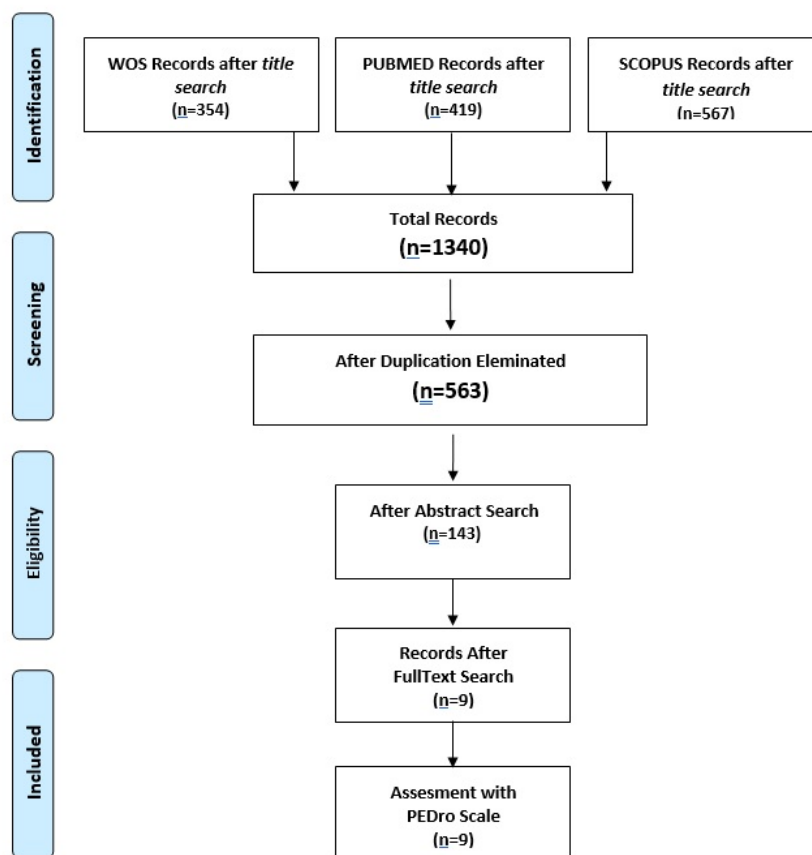 Identification
WOS Records after title
search
(n=354)
PUBMED Records after
title search
(n=419)
SCOPUS Records after
title search
(n=567)
Total Records
(n=1340)
Screening
After Duplication Eleminated
(n=563)
Eligibility
After Abstract Search
(n=143)
Records After
FullText Search
(n=9)
Included
Assesment with
PEDro Scale
(n=9)